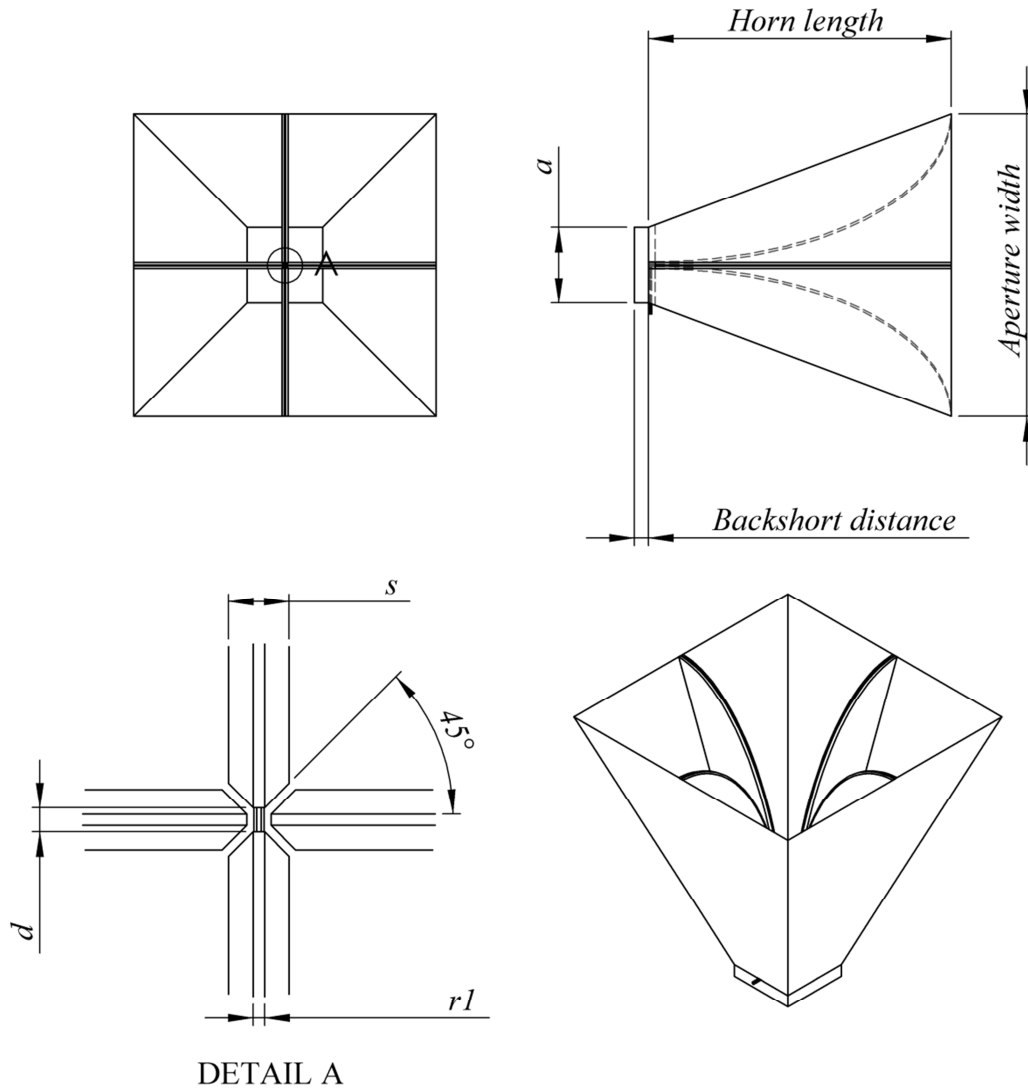 Horn length
a
A
Aperture width
Backshort distance
s
45°
d
r1
DETAIL A